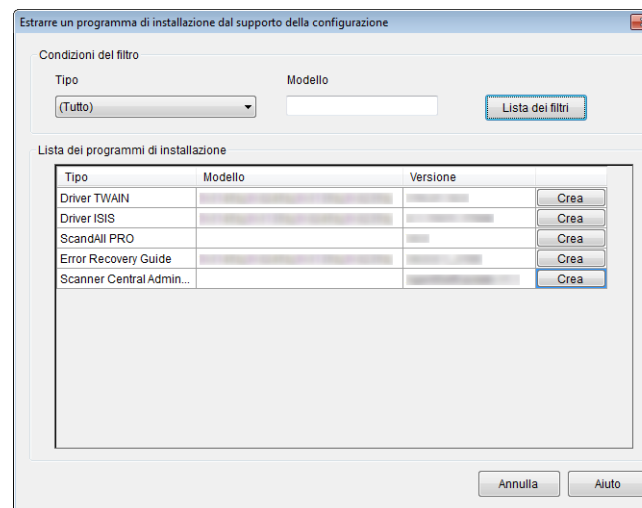 Estrarre un programma di installazione dal supporto della configurazione
Condizioni del filtro
Tipo Modello
(Tutto) Lista dei filtri
Lista dei programmi di installazione
Tipo Modello Versione
Driver TWAIN Crea
Driver ISIS Crea
ScandAll PRO Crea
Error Recovery Guide Crea
Scanner Central Admin... Crea
Annulla Aiuto